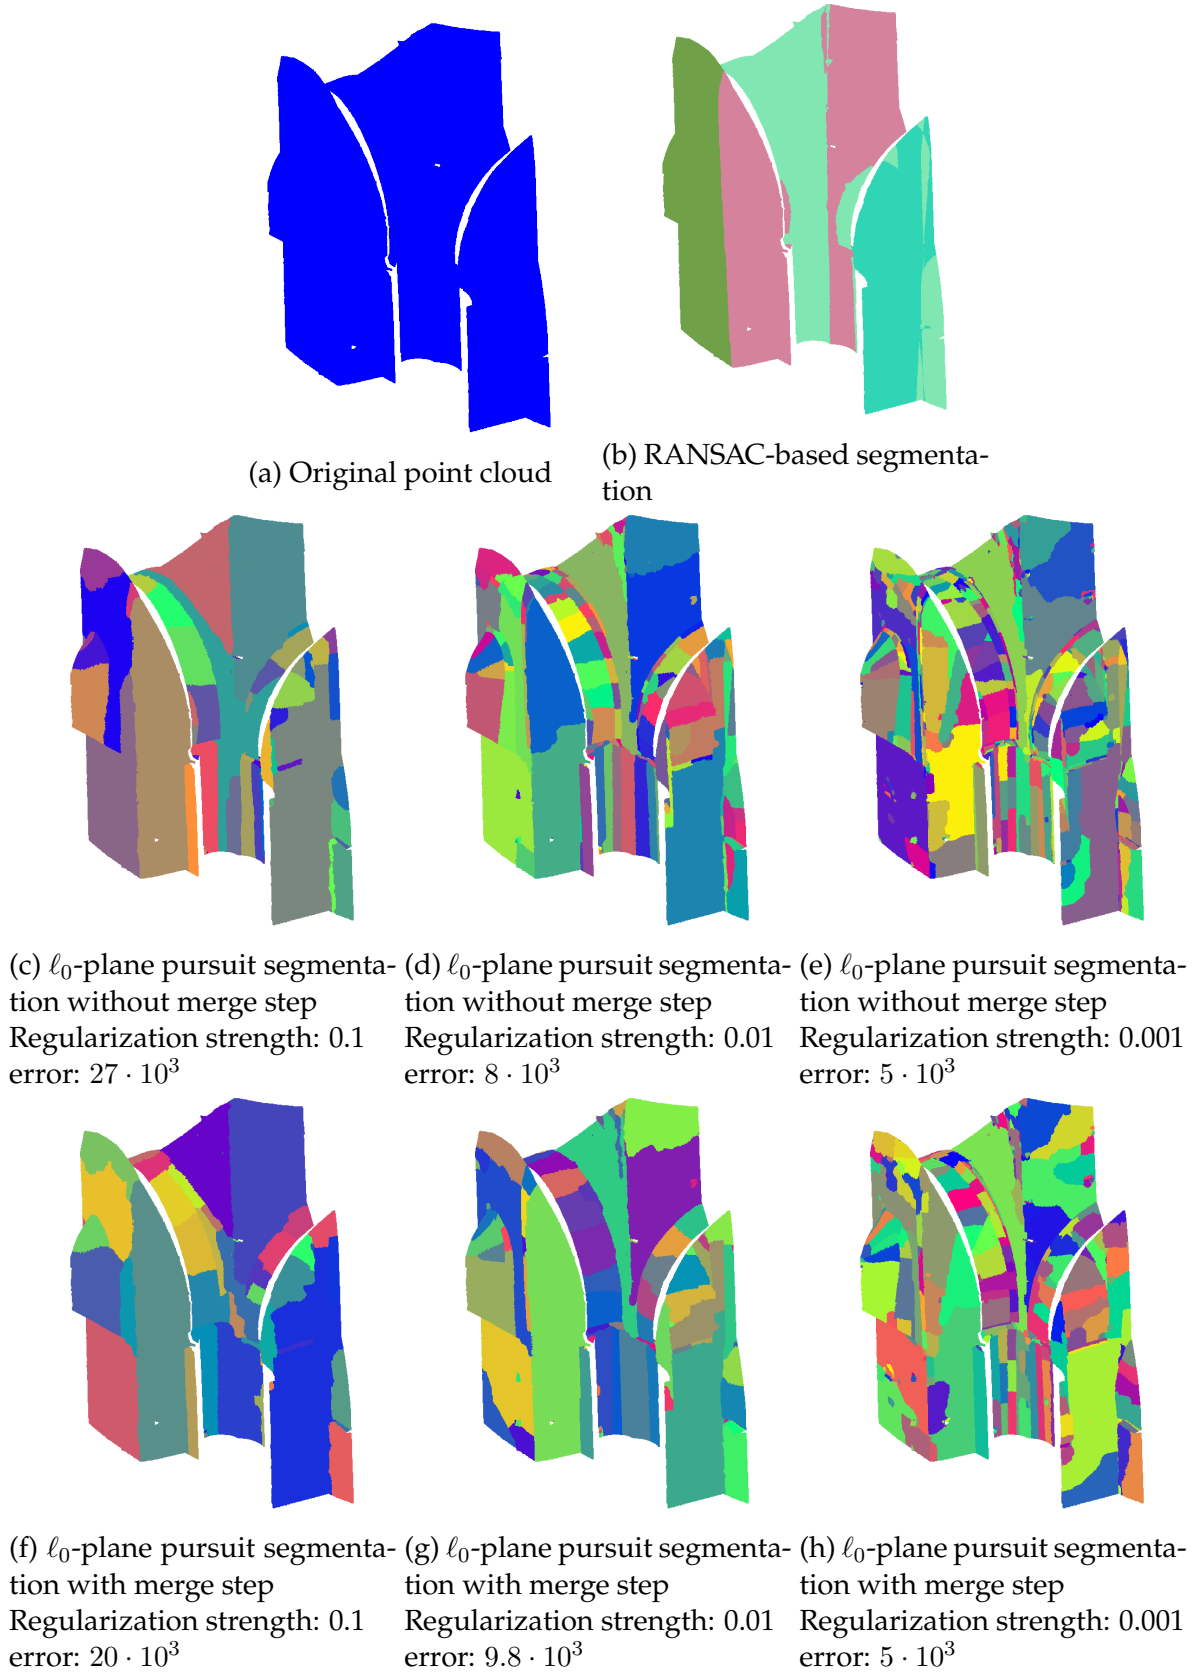 (a) Original point cloud
(b) RANSAC-based segmenta-
tion
(c) ℓ₀-plane pursuit segmenta-
tion without merge step
Regularization strength: 0.1
error: 27 · 10³
(d) ℓ₀-plane pursuit segmenta-
tion without merge step
Regularization strength: 0.01
error: 8 · 10³
(e) ℓ₀-plane pursuit segmenta-
tion without merge step
Regularization strength: 0.001
error: 5 · 10³
(f) ℓ₀-plane pursuit segmenta-
tion with merge step
Regularization strength: 0.1
error: 20 · 10³
(g) ℓ₀-plane pursuit segmenta-
tion with merge step
Regularization strength: 0.01
error: 9.8 · 10³
(h) ℓ₀-plane pursuit segmenta-
tion with merge step
Regularization strength: 0.001
error: 5 · 10³